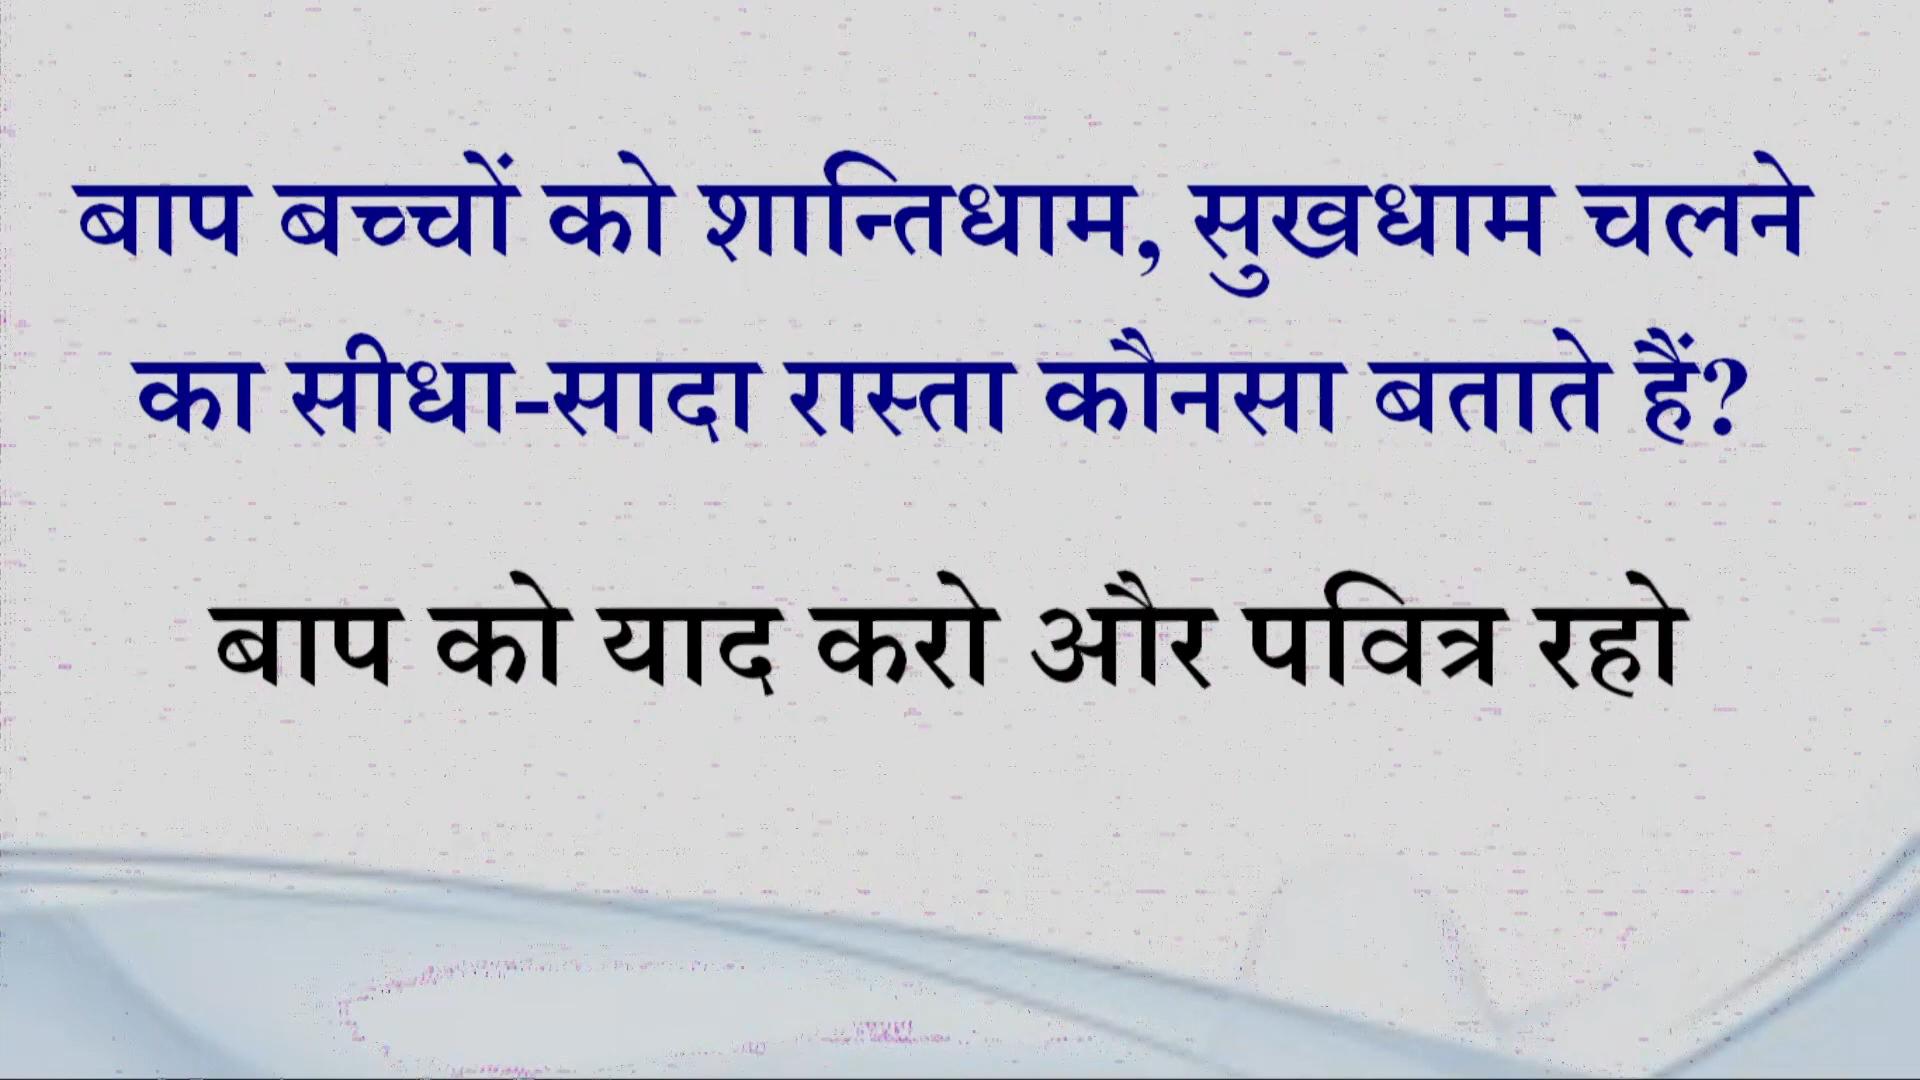 बाप बच्चों को शान्तिधाम, सुखधाम चलने
का सीधा-सादा रास्ता कौनसा बताते हैं?
बाप को याद करो और पवित्र रहो